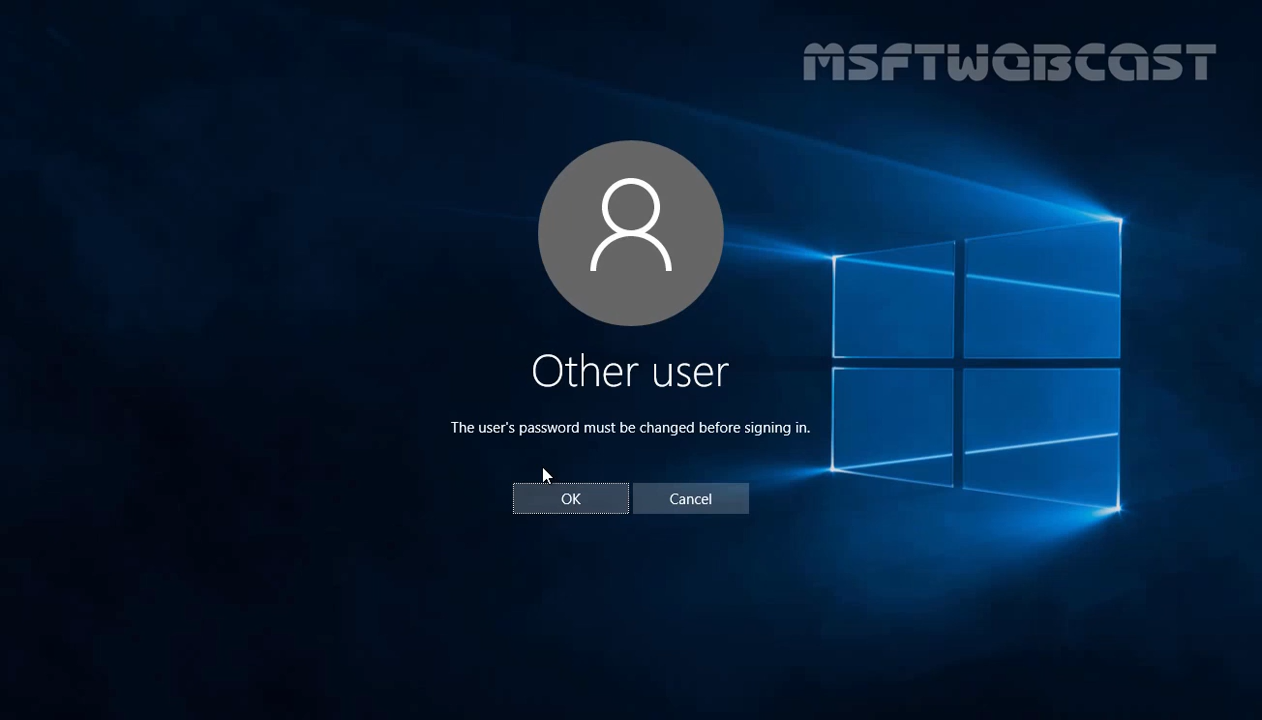 MSFTWEBCAST
Other user
The user's password must be changed before signing in.
OK
Cancel